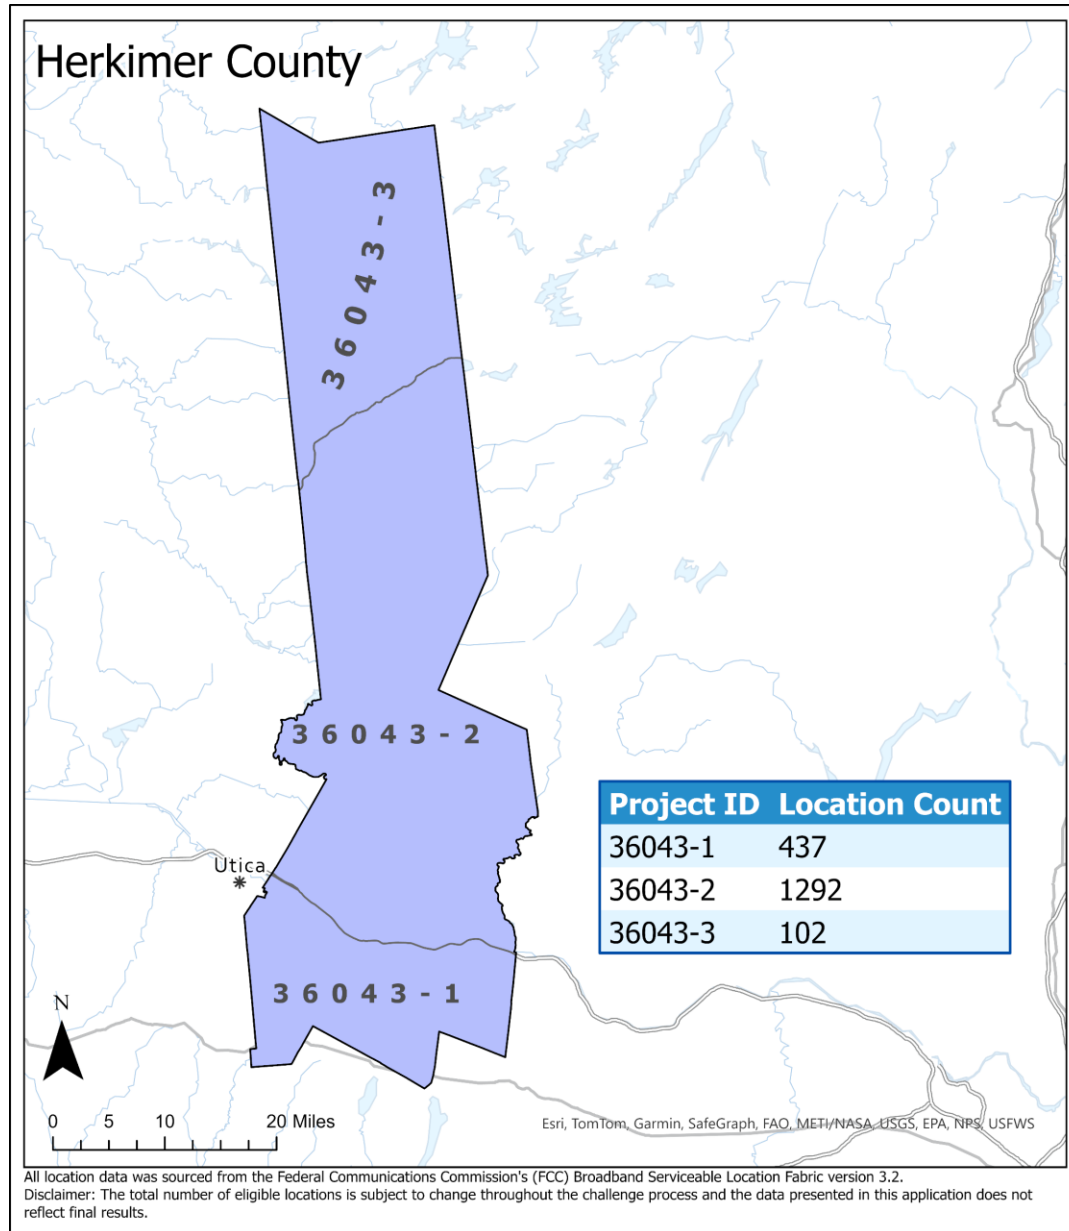 Herkimer County
36043-3
36043-2
Project ID Location Count
36043-1 437
36043-2 1292
36043-3 102
Utica
36043-1
N
0 5 10 20 Miles
Esri, TomTom, Garmin, SafeGraph, FAO, METI/NASA, USGS, EPA, NPS, USFWS
All location data was sourced from the Federal Communications Commission's (FCC) Broadband Serviceable Location Fabric version 3.2.
Disclaimer: The total number of eligible locations is subject to change throughout the challenge process and the data presented in this application does not
reflect final results.